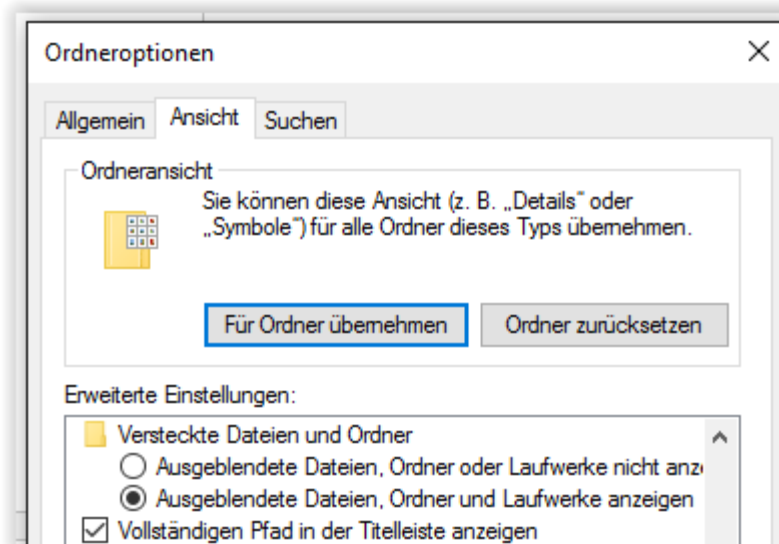 Ordneroptionen
Allgemein Ansicht Suchen
Ordneransicht
Sie können diese Ansicht (z. B. „Details" oder
„Symbole") für alle Ordner dieses Typs übernehmen.
Für Ordner übernehmen Ordner zurücksetzen
Erweiterte Einstellungen:
Versteckte Dateien und Ordner
Ausgeblendete Dateien, Ordner oder Laufwerke nicht anze
Ausgeblendete Dateien, Ordner und Laufwerke anzeigen
Vollständigen Pfad in der Titelleiste anzeigen